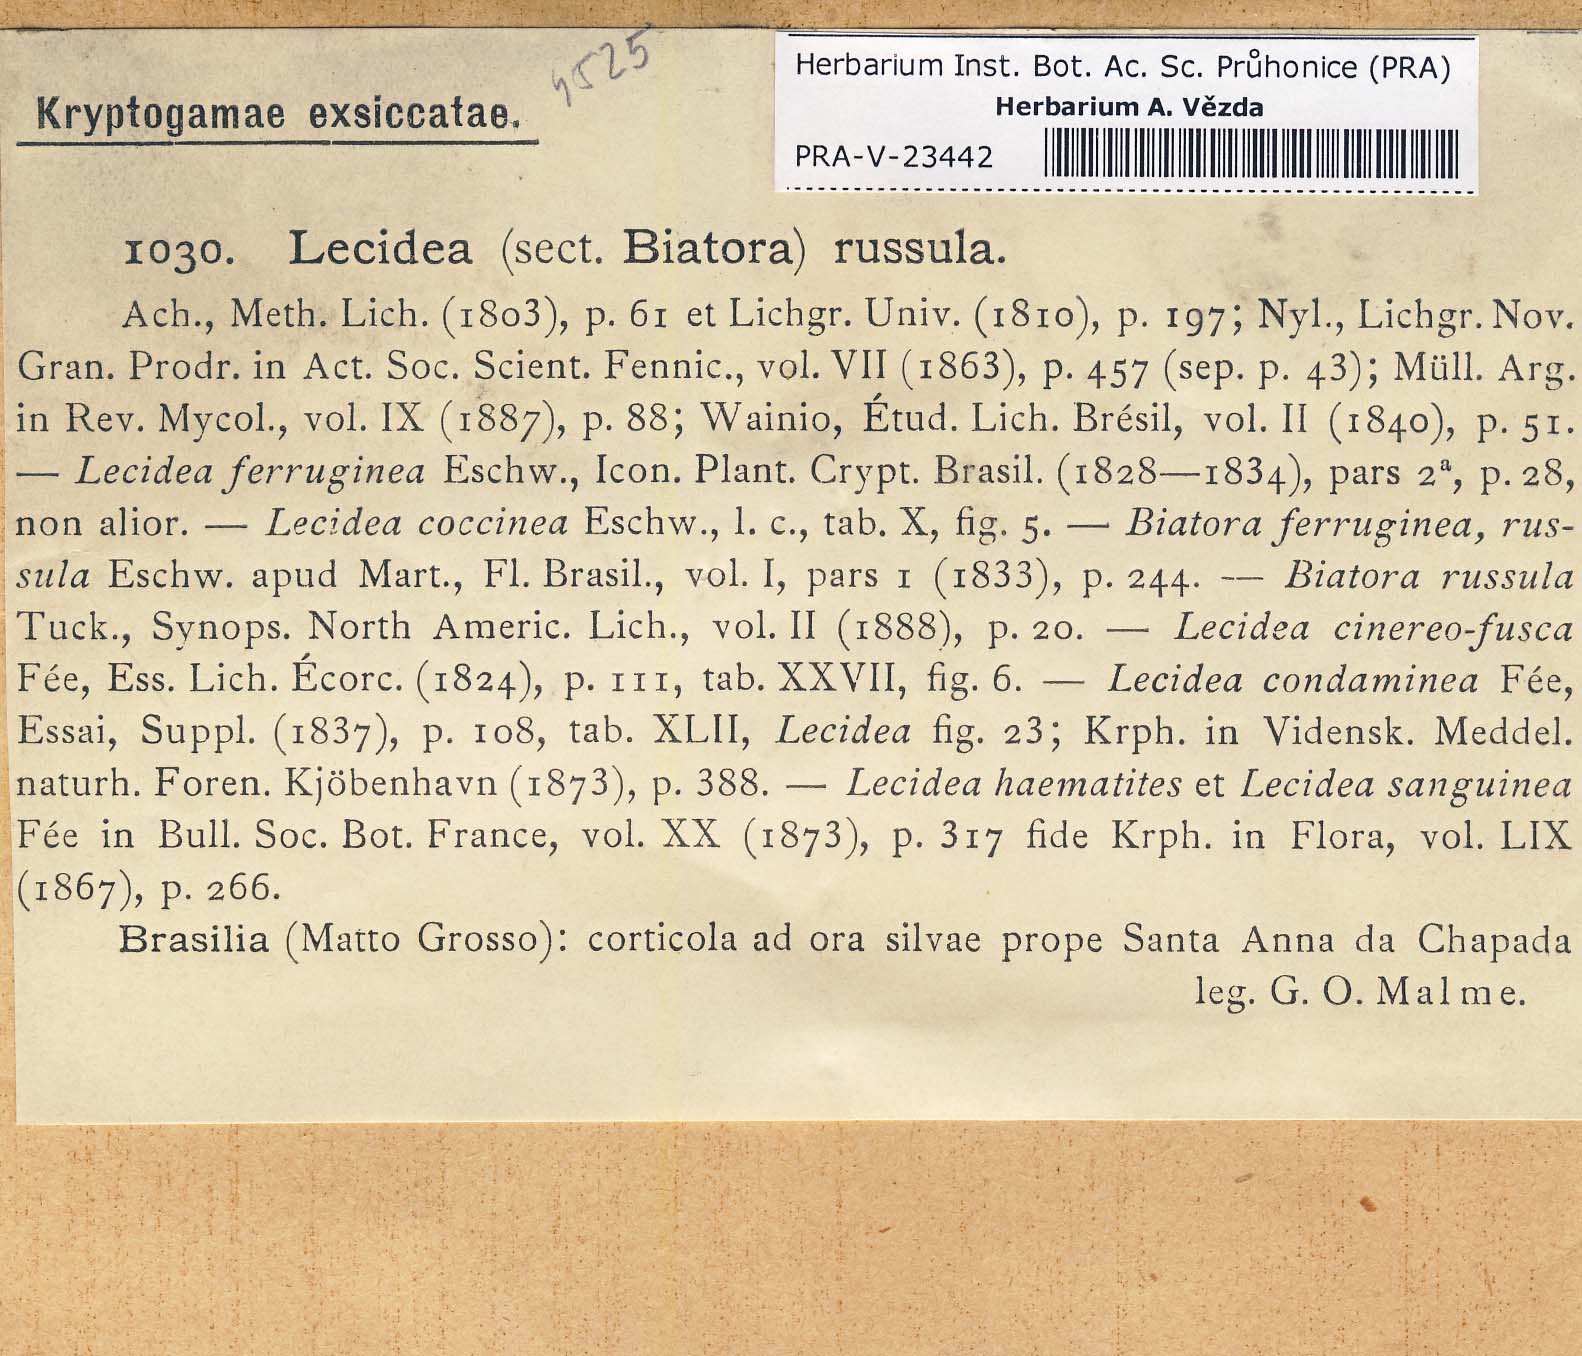 4525
Herbarium Inst. Bot. Ac. Sc. Průhonice (PRA)
Herbarium A. Vězda
PRA-V-23442
Kryptogamae exsiccatae.
1030. Lecidea (sect. Biatora) russula.
Ach., Meth. Lich. (1803), p. 61 et Lichgr. Univ. (1810), p. 197; Nyl., Lichgr. Nov.
Gran. Prodr. in Act. Soc. Scient. Fennic., vol. VII (1863), p. 457 (sep. p. 43); Müll. Arg.
in Rev. Mycol., vol. IX (1887), p. 88; Wainio, Étud. Lich. Brésil, vol. II (1840), p. 51.
— Lecidea ferruginea Eschw., Icon. Plant. Crypt. Brasil. (1828—1834), pars 2ª, p. 28,
non alior. — Lecidea coccinea Eschw., l. c., tab. X, fig. 5. — Biatora ferruginea, rus-
sula Eschw. apud Mart., Fl. Brasil., vol. I, pars 1 (1833), p. 244. — Biatora russula
Tuck., Synops. North Americ. Lich., vol. II (1888), p. 20. — Lecidea cinereo-fusca
Fée, Ess. Lich. Écorc. (1824), p. 111, tab. XXVII, fig. 6. — Lecidea condaminea Fée,
Essai, Suppl. (1837), p. 108, tab. XLII, Lecidea fig. 23; Krph. in Vidensk. Meddel.
naturh. Foren. Kjöbenhavn (1873), p. 388. — Lecidea haematites et Lecidea sanguinea
Fée in Bull. Soc. Bot. France, vol. XX (1873), p. 317 fide Krph. in Flora, vol. LIX
(1867), p. 266.
Brasilia (Matto Grosso): corticola ad ora silvae prope Santa Anna da Chapada
leg. G. O. Malme.